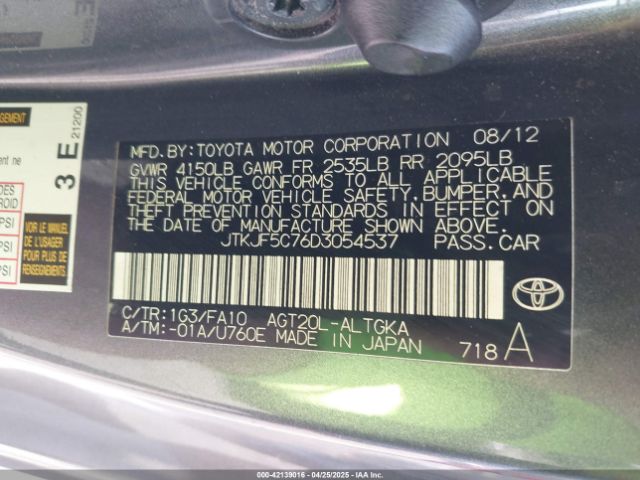 MFD.BY: TOYOTA MOTOR CORPORATION 08/12
GVWR 4150LB GAWR FR 2535LB RR 2095LB
THIS VEHICLE CONFORMS TO ALL APPLICABLE
FEDERAL MOTOR VEHICLE SAFETY, BUMPER, AND
THEFT PREVENTION STANDARDS IN EFFECT ON
THE DATE OF MANUFACTURE SHOWN ABOVE.
JTKJF5C76D3054537 PASS.CAR
C/TR: 1G3/FA10 AGT20L-ALTGKA
A/TM: -01A/U760E MADE IN JAPAN
718 A
3 E
21200
VOIR LE MANUEL
DE L'USAGER
POUR PLUS DE
RENSEIGNEMENTS
PSI
PSI
PSI
000-42139016 - 04/25/2025 - IAAI.CA